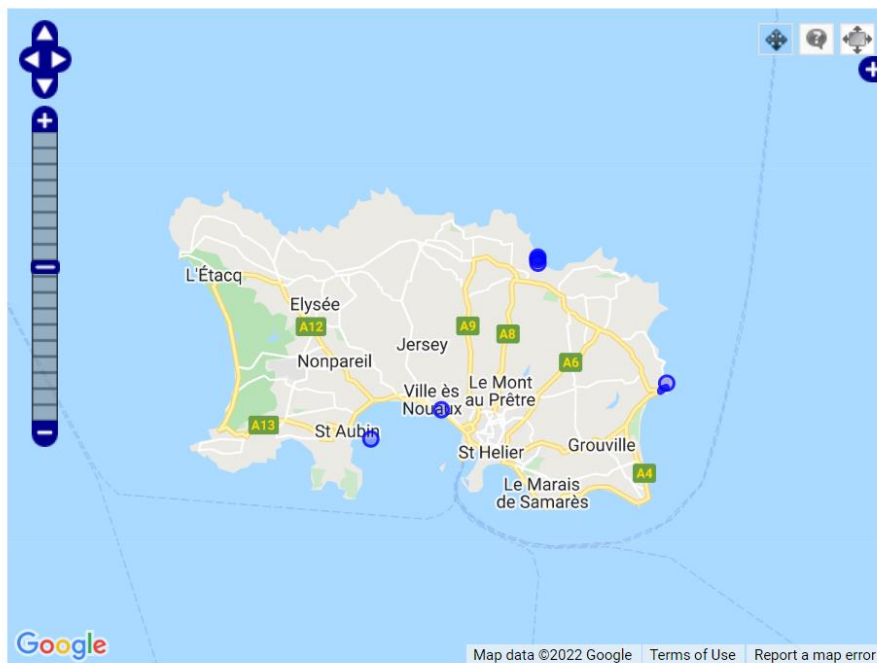 L'Étacq
Elysée
A12
A9
A8
Jersey
A6
Nonpareil
Ville ès
Nouaux
Le Mont
au Prêtre
A13
St Aubin
St Helier
Grouville
A4
Le Marais
de Samarès
Google
Map data ©2022 Google Terms of Use Report a map error